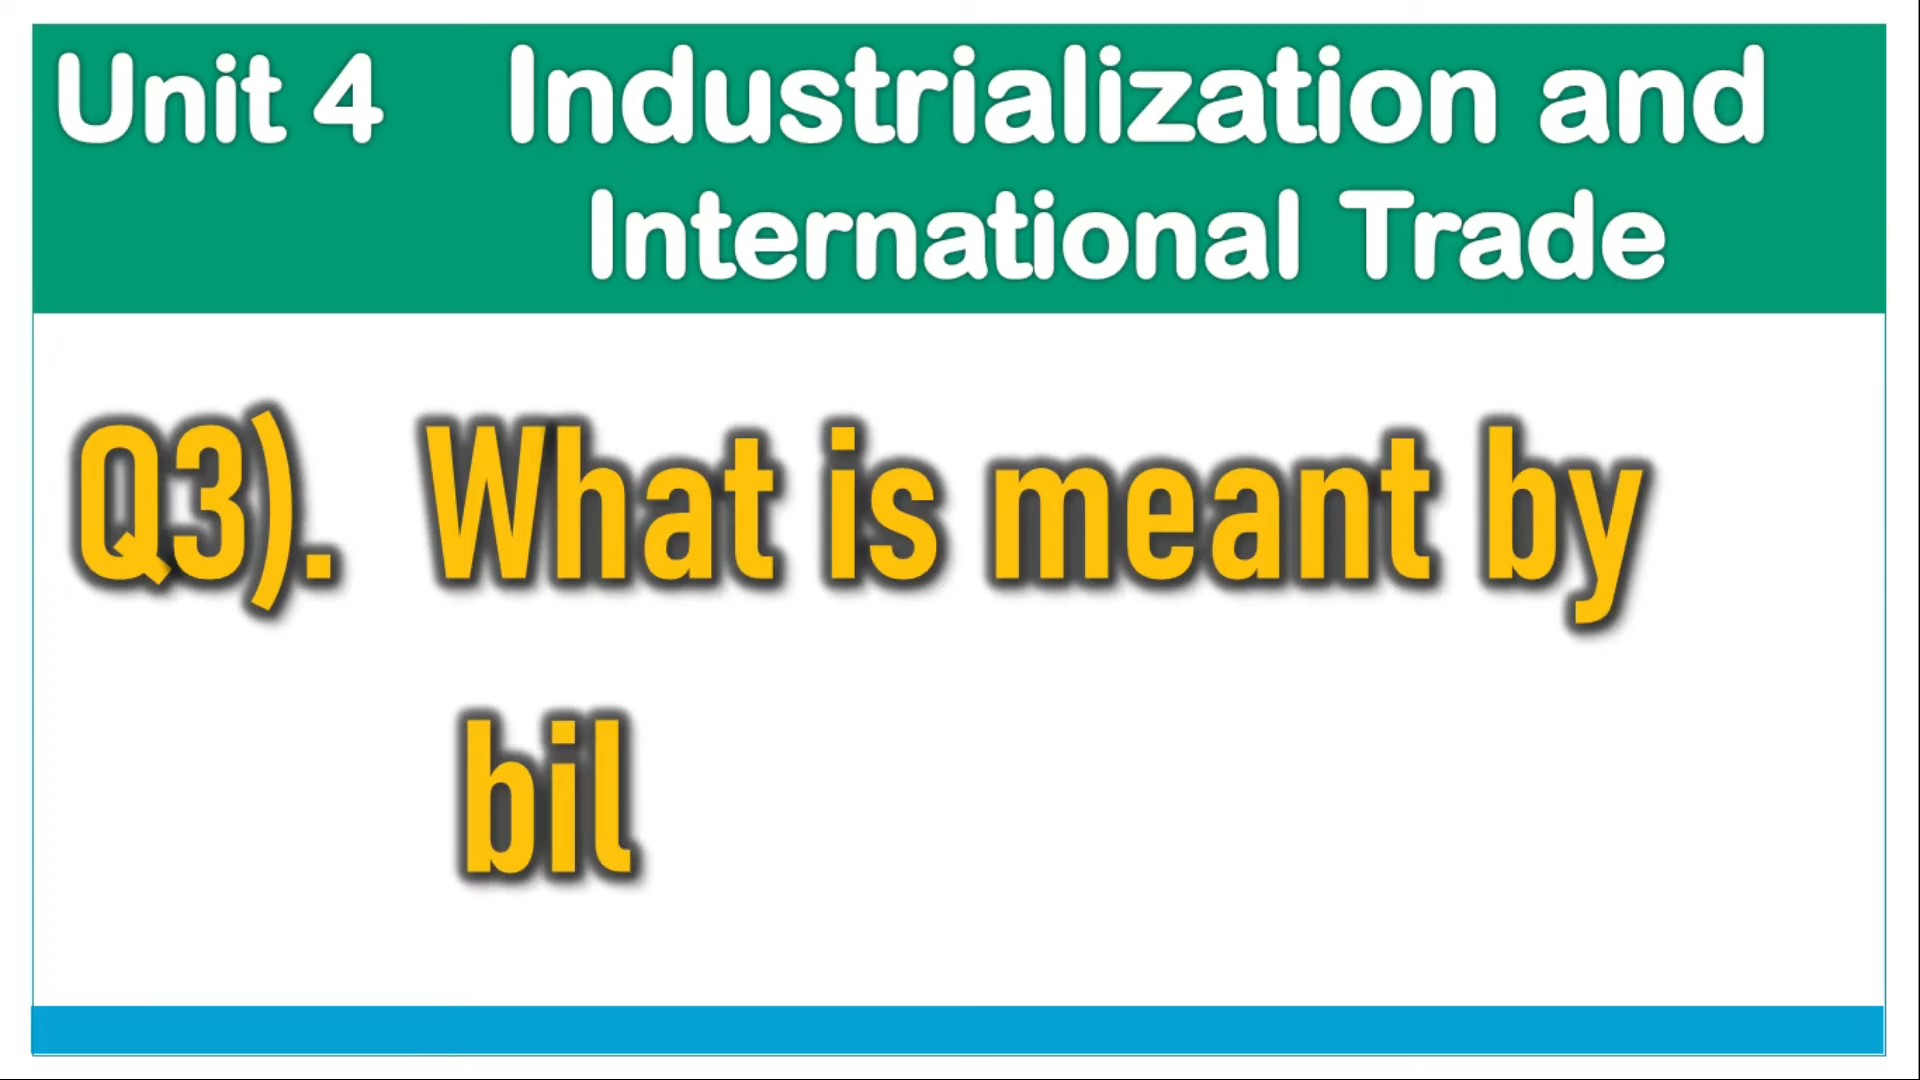 Unit 4 Industrialization and
International Trade
Q3). What is meant by
bil